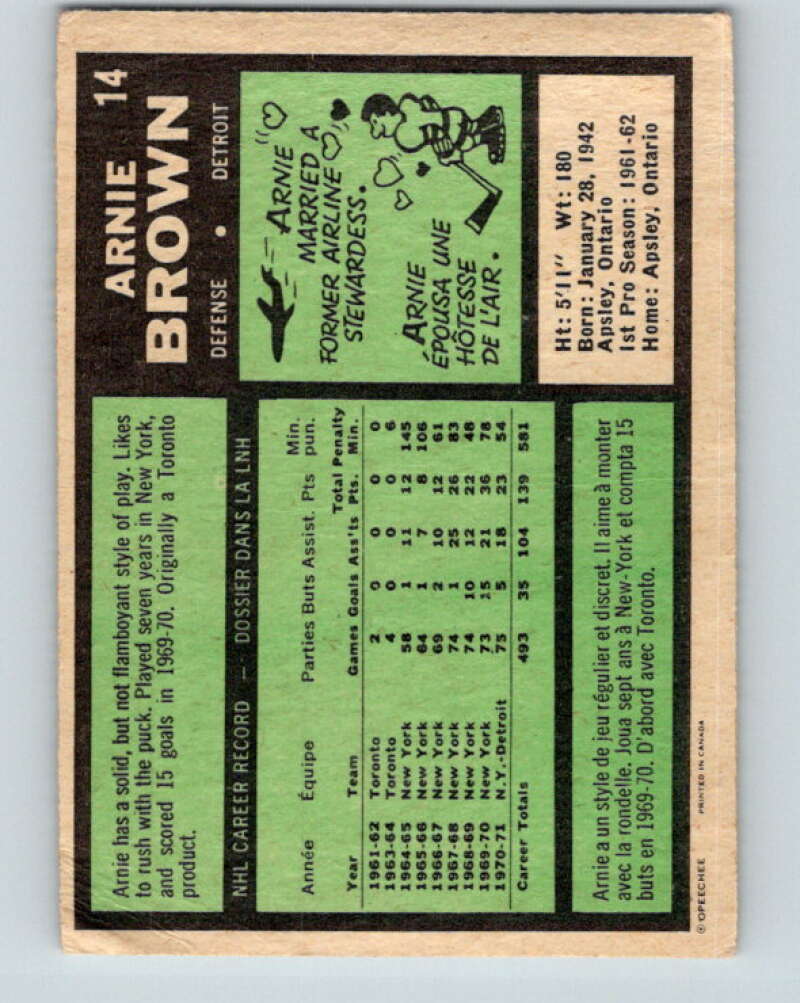 Arnie has a solid, but not flamboyant style of play. Likes
to rush with the puck. Played seven years in New York,
and scored 15 goals in 1969-70. Originally a Toronto
product.
ARNIE 14
BROWN
DEFENSE • DETROIT
NHL CAREER RECORD — DOSSIER DANS LA LNH
Min.
Année Équipe Parties Buts Assist. Pts pun.
Total Penalty
Year Team Games Goals Ass'ts Pts. Min.
1961-62 Toronto 2 0 0 0 0
1963-64 Toronto 4 0 0 0 6
1964-65 New York 58 1 11 12 145
1965-66 New York 64 1 7 8 106
1966-67 New York 69 2 10 12 61
1967-68 New York 74 1 25 26 83
1968-69 New York 74 10 12 22 48
1969-70 New York 73 15 21 36 78
1970-71 N.Y.-Detroit 75 5 18 23 54
Career Totals 493 35 104 139 581
ARNIE
MARRIED A
FORMER AIRLINE
STEWARDESS.
ARNIE
ÉPOUSA UNE
HÔTESSE
DE L'AIR.
Arnie a un style de jeu régulier et discret. Il aime à monter
avec la rondelle. Joua sept ans à New-York et compta 15
buts en 1969-70. D'abord avec Toronto.
Ht: 5'11" Wt: 180
Born: January 28, 1942
Apsley, Ontario
1st Pro Season: 1961-62
Home: Apsley, Ontario
© OPEECHEE PRINTED IN CANADA